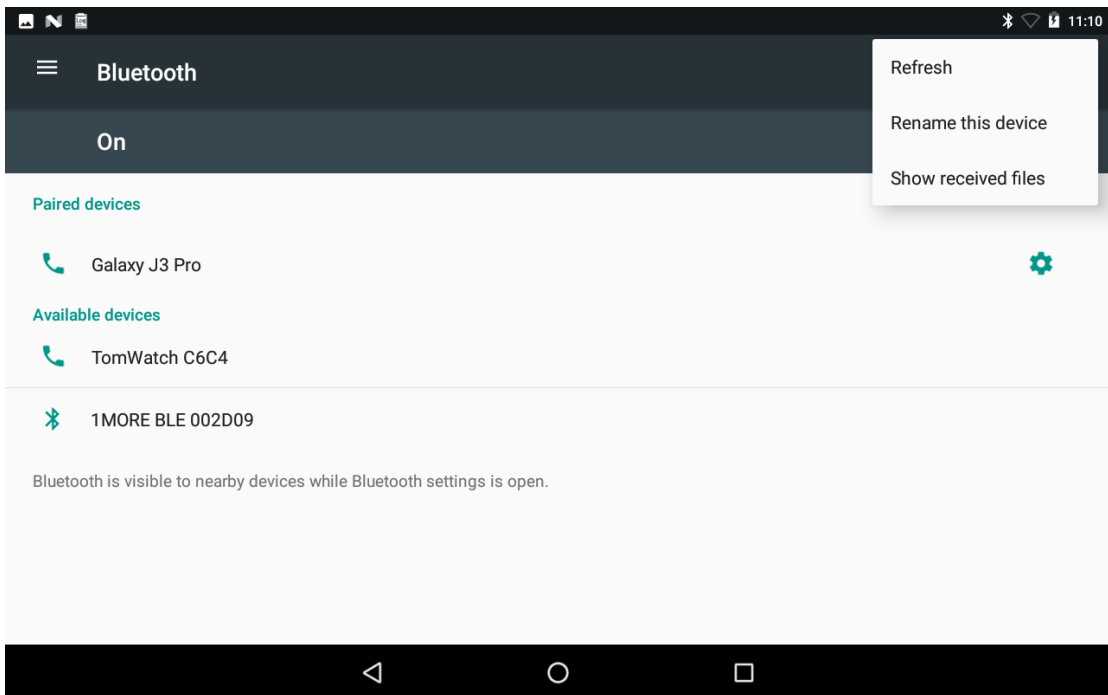 11:10
Bluetooth
Refresh
Rename this device
On
Show received files
Paired devices
Galaxy J3 Pro
Available devices
TomWatch C6C4
1MORE BLE 002D09
Bluetooth is visible to nearby devices while Bluetooth settings is open.